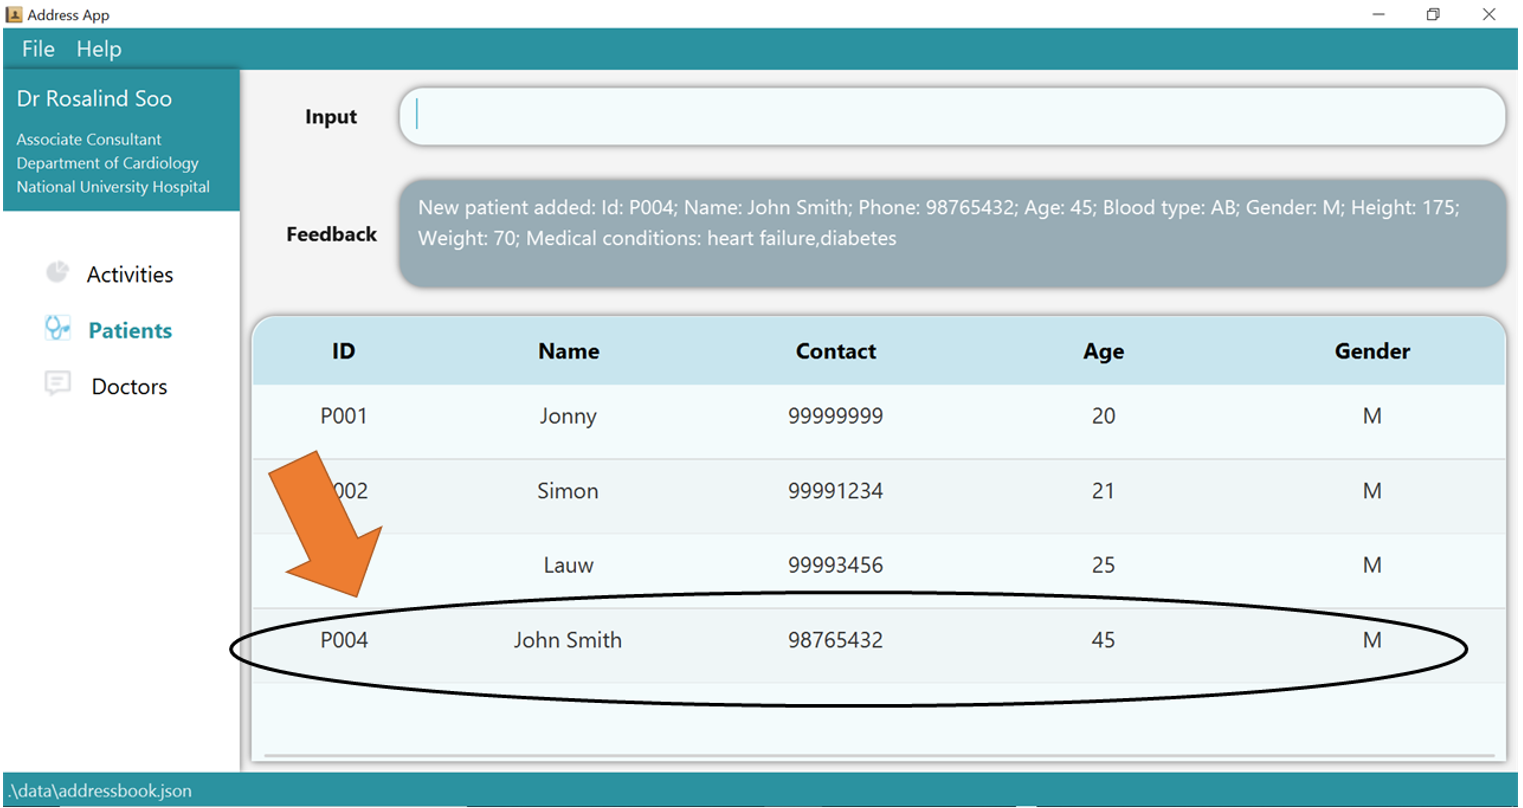 Address App
File Help
Dr Rosalind Soo
Associate Consultant
Department of Cardiology
National University Hospital
Activities
Patients
Doctors
Input
Feedback
New patient added: Id: P004; Name: John Smith; Phone: 98765432; Age: 45; Blood type: AB; Gender: M; Height: 175;
Weight: 70; Medical conditions: heart failure,diabetes
ID Name Contact Age Gender
P001 Jonny 99999999 20 M
002 Simon 99991234 21 M
Lauw 99993456 25 M
P004 John Smith 98765432 45 M
.\data\addressbook.json